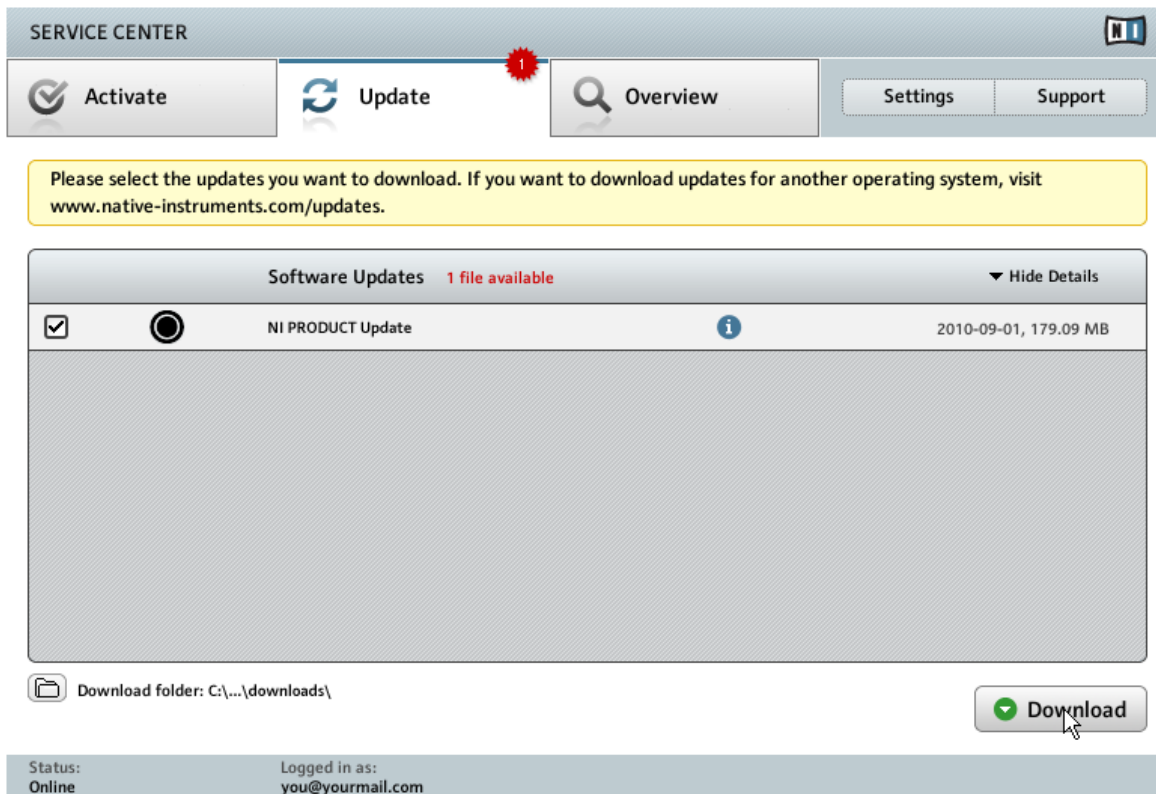 SERVICE CENTER
NI
Activate
Update
1
Overview
Settings
Support
Please select the updates you want to download. If you want to download updates for another operating system, visit
www.native-instruments.com/updates.
Software Updates 1 file available
Hide Details
NI PRODUCT Update
i
2010-09-01, 179.09 MB
Download folder: C:\...\downloads\
Download
Status:
Online
Logged in as:
you@yourmail.com